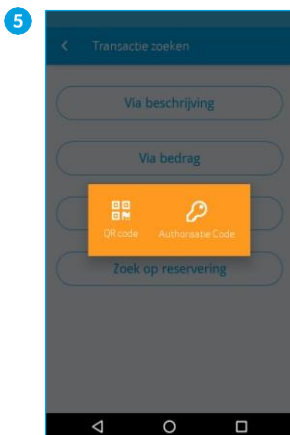 5
Transactie zoeken
Via beschrijving
Via bedrag
QR code Authorisatie Code
Zoek op reservering